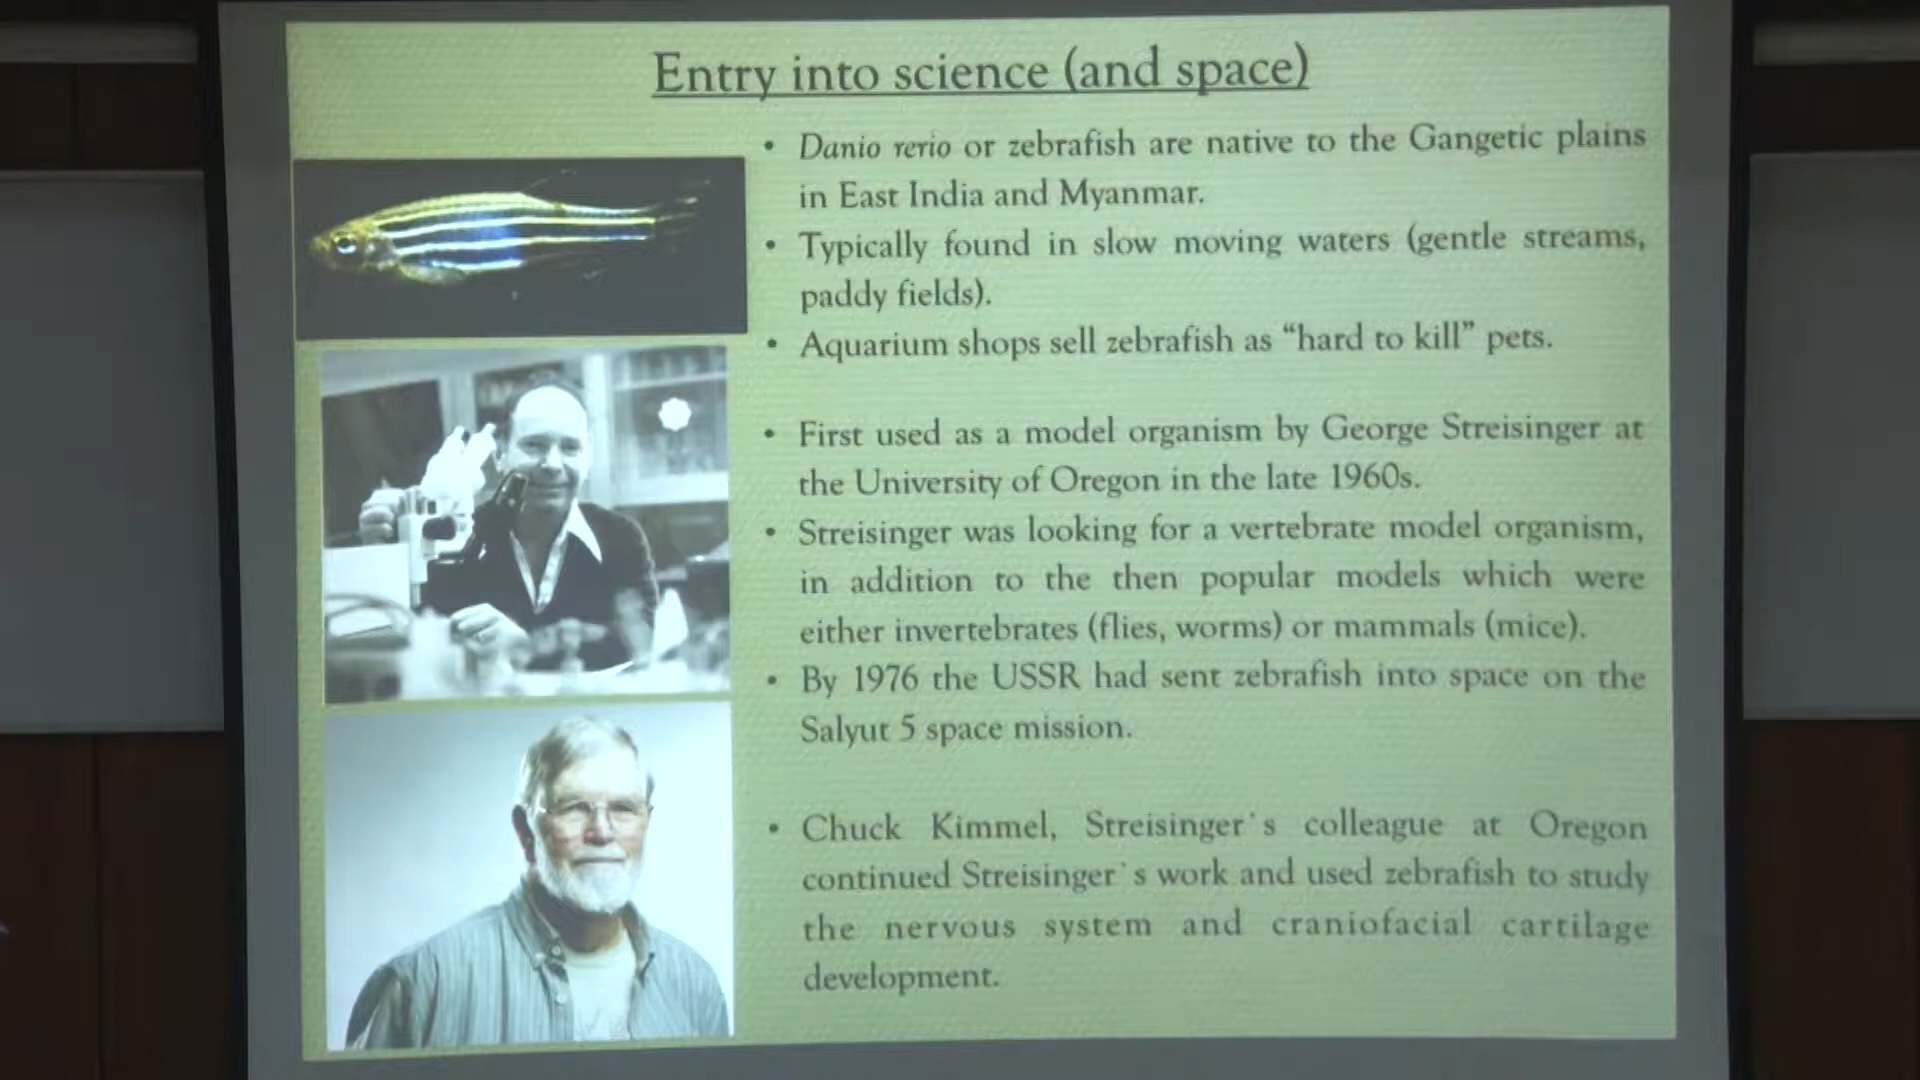 Entry into science (and space)
• Danio rerio or zebrafish are native to the Gangetic plains
in East India and Myanmar.
• Typically found in slow moving waters (gentle streams,
paddy fields).
• Aquarium shops sell zebrafish as “hard to kill” pets.
• First used as a model organism by George Streisinger at
the University of Oregon in the late 1960s.
• Streisinger was looking for a vertebrate model organism,
in addition to the then popular models which were
either invertebrates (flies, worms) or mammals (mice).
• By 1976 the USSR had sent zebrafish into space on the
Salyut 5 space mission.
• Chuck Kimmel, Streisinger`s colleague at Oregon
continued Streisinger`s work and used zebrafish to study
the nervous system and craniofacial cartilage
development.